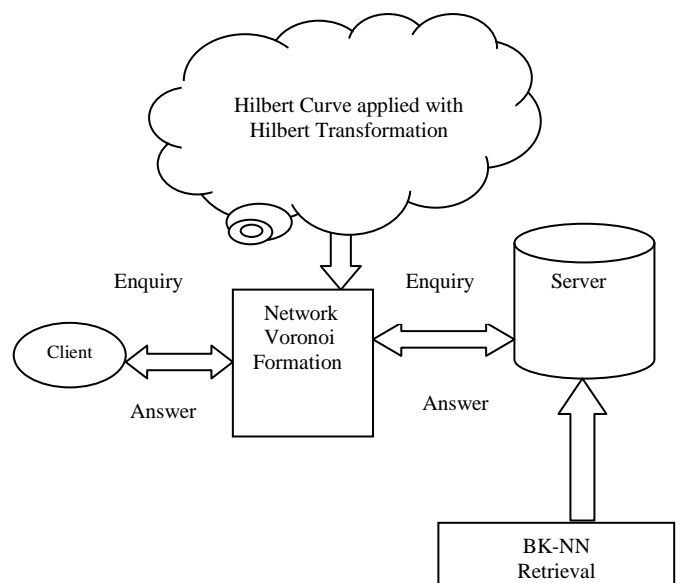 Hilbert Curve applied with
Hilbert Transformation
Enquiry
Enquiry
Server
Network
Voronoi
Formation
Client
Answer
Answer
BK-NN
Retrieval